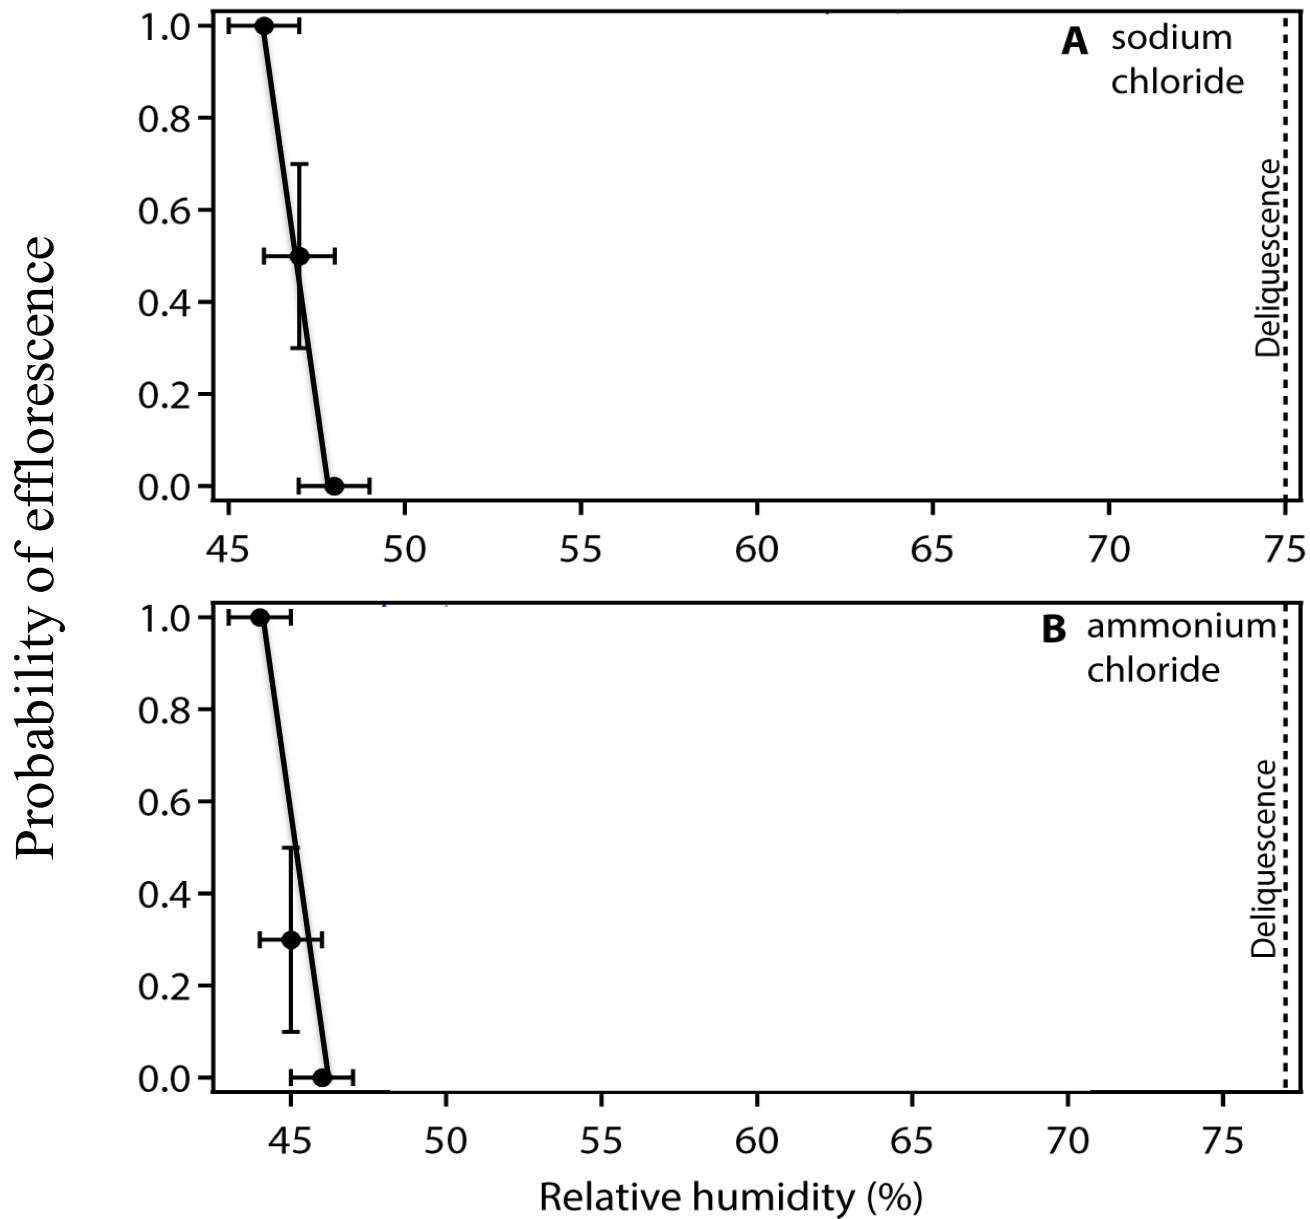 Probability of efflorescence
A sodium
chloride
Deliquescence
1.0
0.8
0.6
0.4
0.2
0.0
45 50 55 60 65 70 75
B ammonium
chloride
Deliquescence
1.0
0.8
0.6
0.4
0.2
0.0
45 50 55 60 65 70 75
Relative humidity (%)